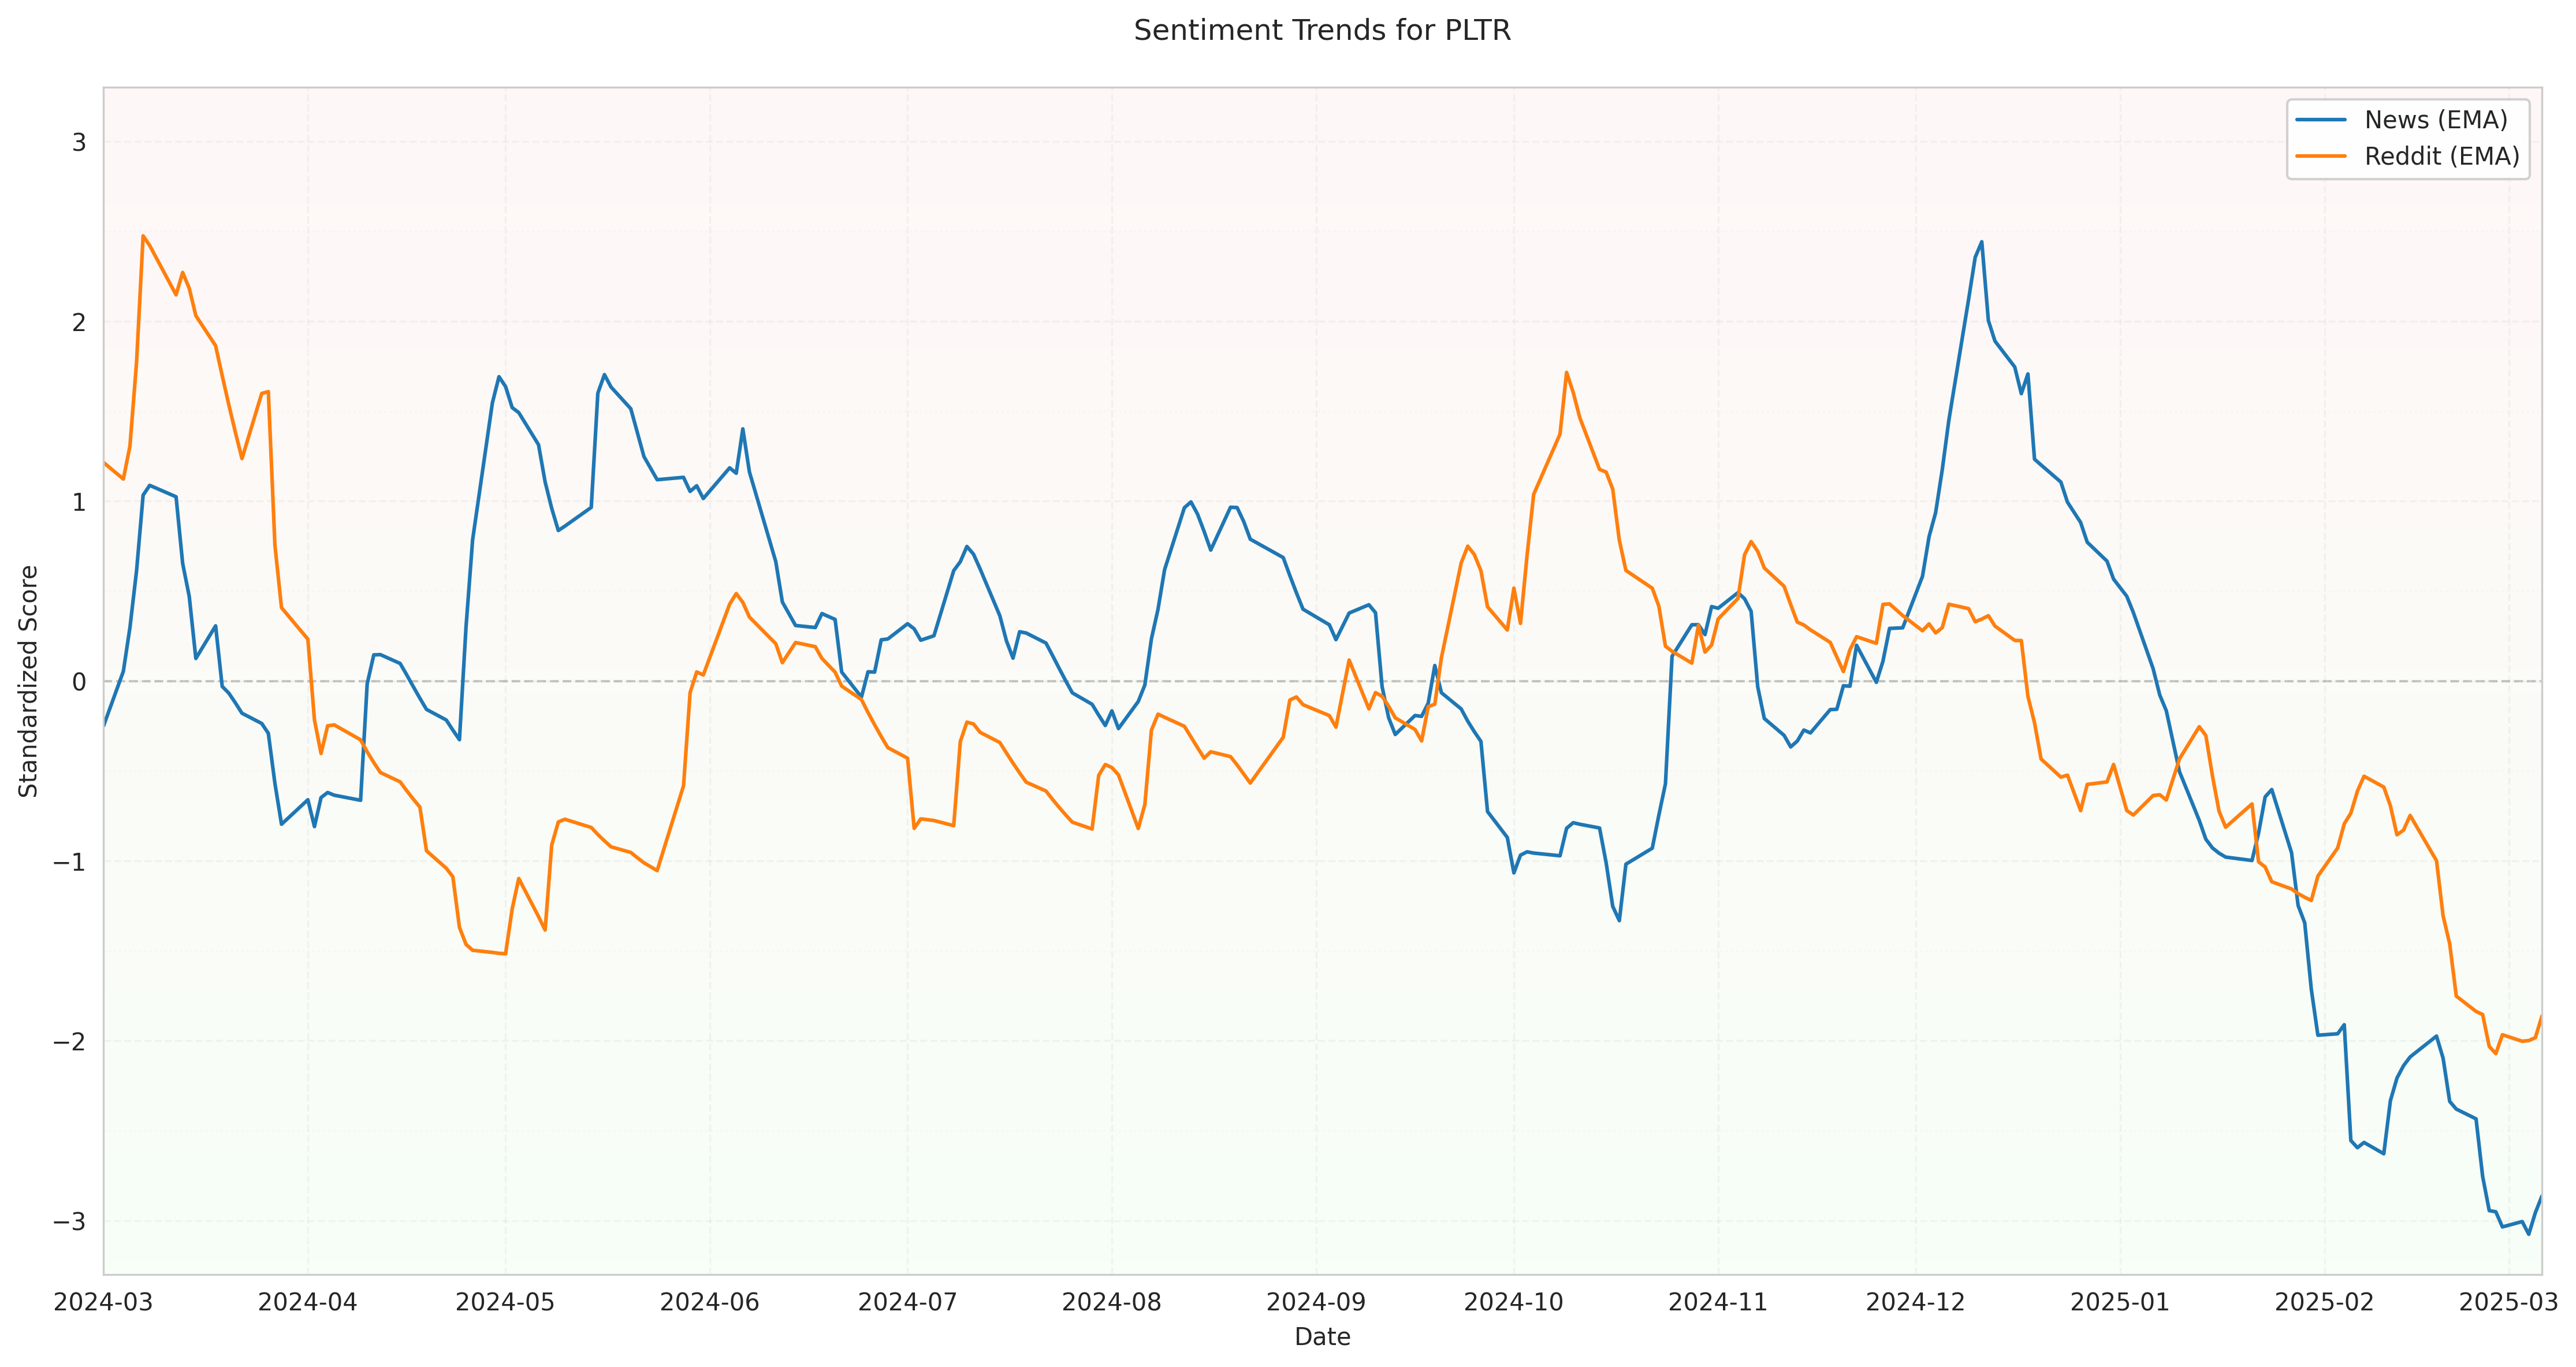 Sentiment Trends for PLTR
News (EMA)
Reddit (EMA)
Standardized Score
3
2
1
0
−1
−2
−3
2024-03 2024-04 2024-05 2024-06 2024-07 2024-08 2024-09 2024-10 2024-11 2024-12 2025-01 2025-02 2025-03
Date